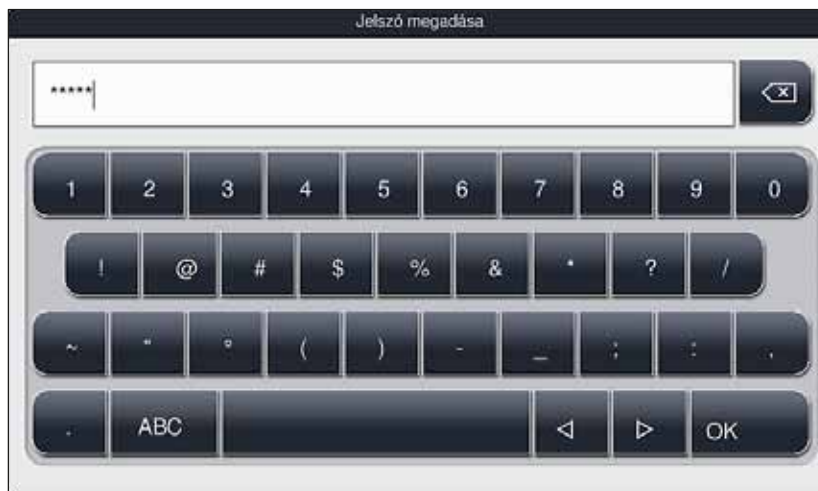 Jelszó megadása
*****
1 2 3 4 5 6 7 8 9 0
! @ # $ % & * ? /
~ " ° ( ) - _ ; : ,
. ABC ◁ ▷ OK